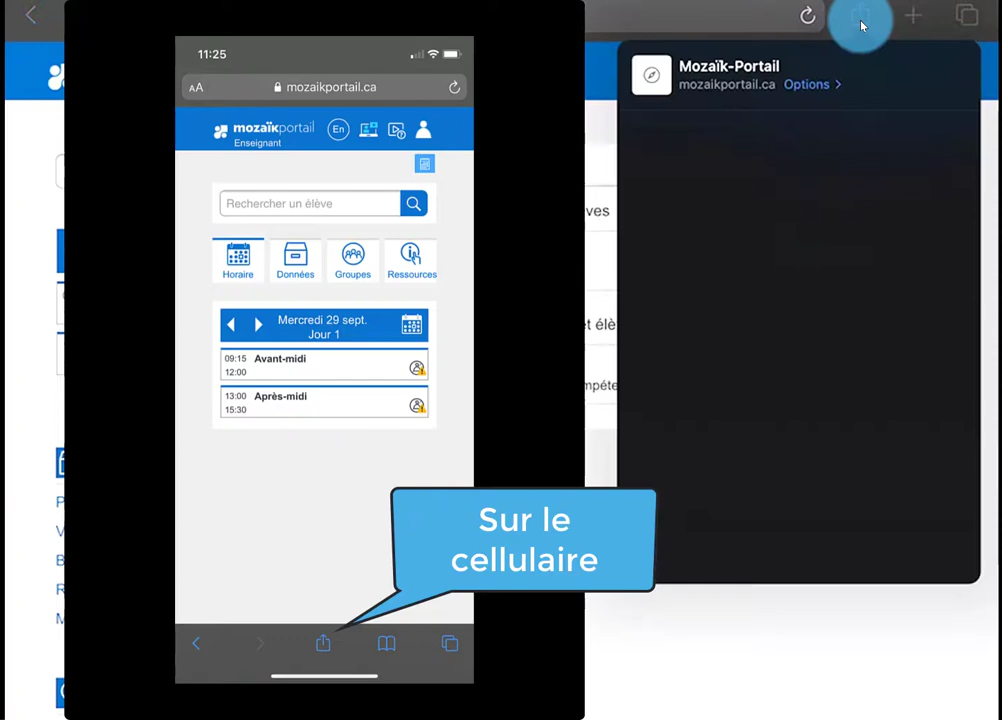 11:25
AA mozaikportail.ca
mozaïkportail En
Enseignant
Rechercher un élève
Horaire Données Groupes Ressources
Mercredi 29 sept.
Jour 1
09:15 Avant-midi
12:00
13:00 Après-midi
15:30
Sur le
cellulaire
Mozaïk-Portail
mozaikportail.ca Options >
ves
t élè
mpéte
P
V
B
R
M